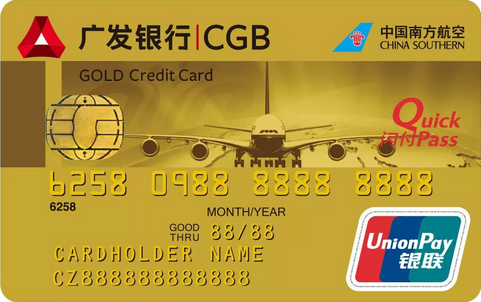 广发银行|CGB
中国南方航空
CHINA SOUTHERN
GOLD Credit Card
Quick
闪付Pass
6258 0988 8888 8888
6258
MONTH/YEAR
GOOD THRU 88/88
CARDHOLDER NAME
CZ888888888888
UnionPay
银联